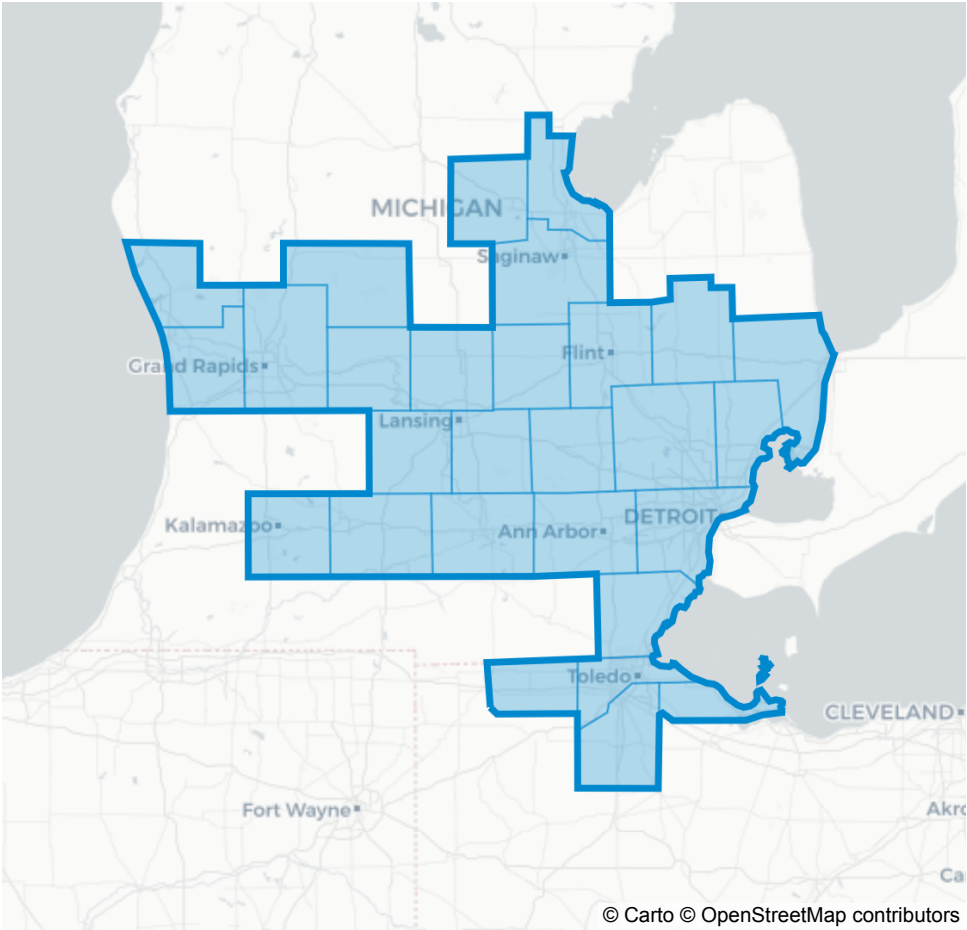 MICHIGAN
Saginaw
Flint
Grand Rapids
Lansing
Kalamazoo
Ann Arbor
DETROIT
Toledo
CLEVELAND
Fort Wayne
Akro
Ca
© Carto © OpenStreetMap contributors